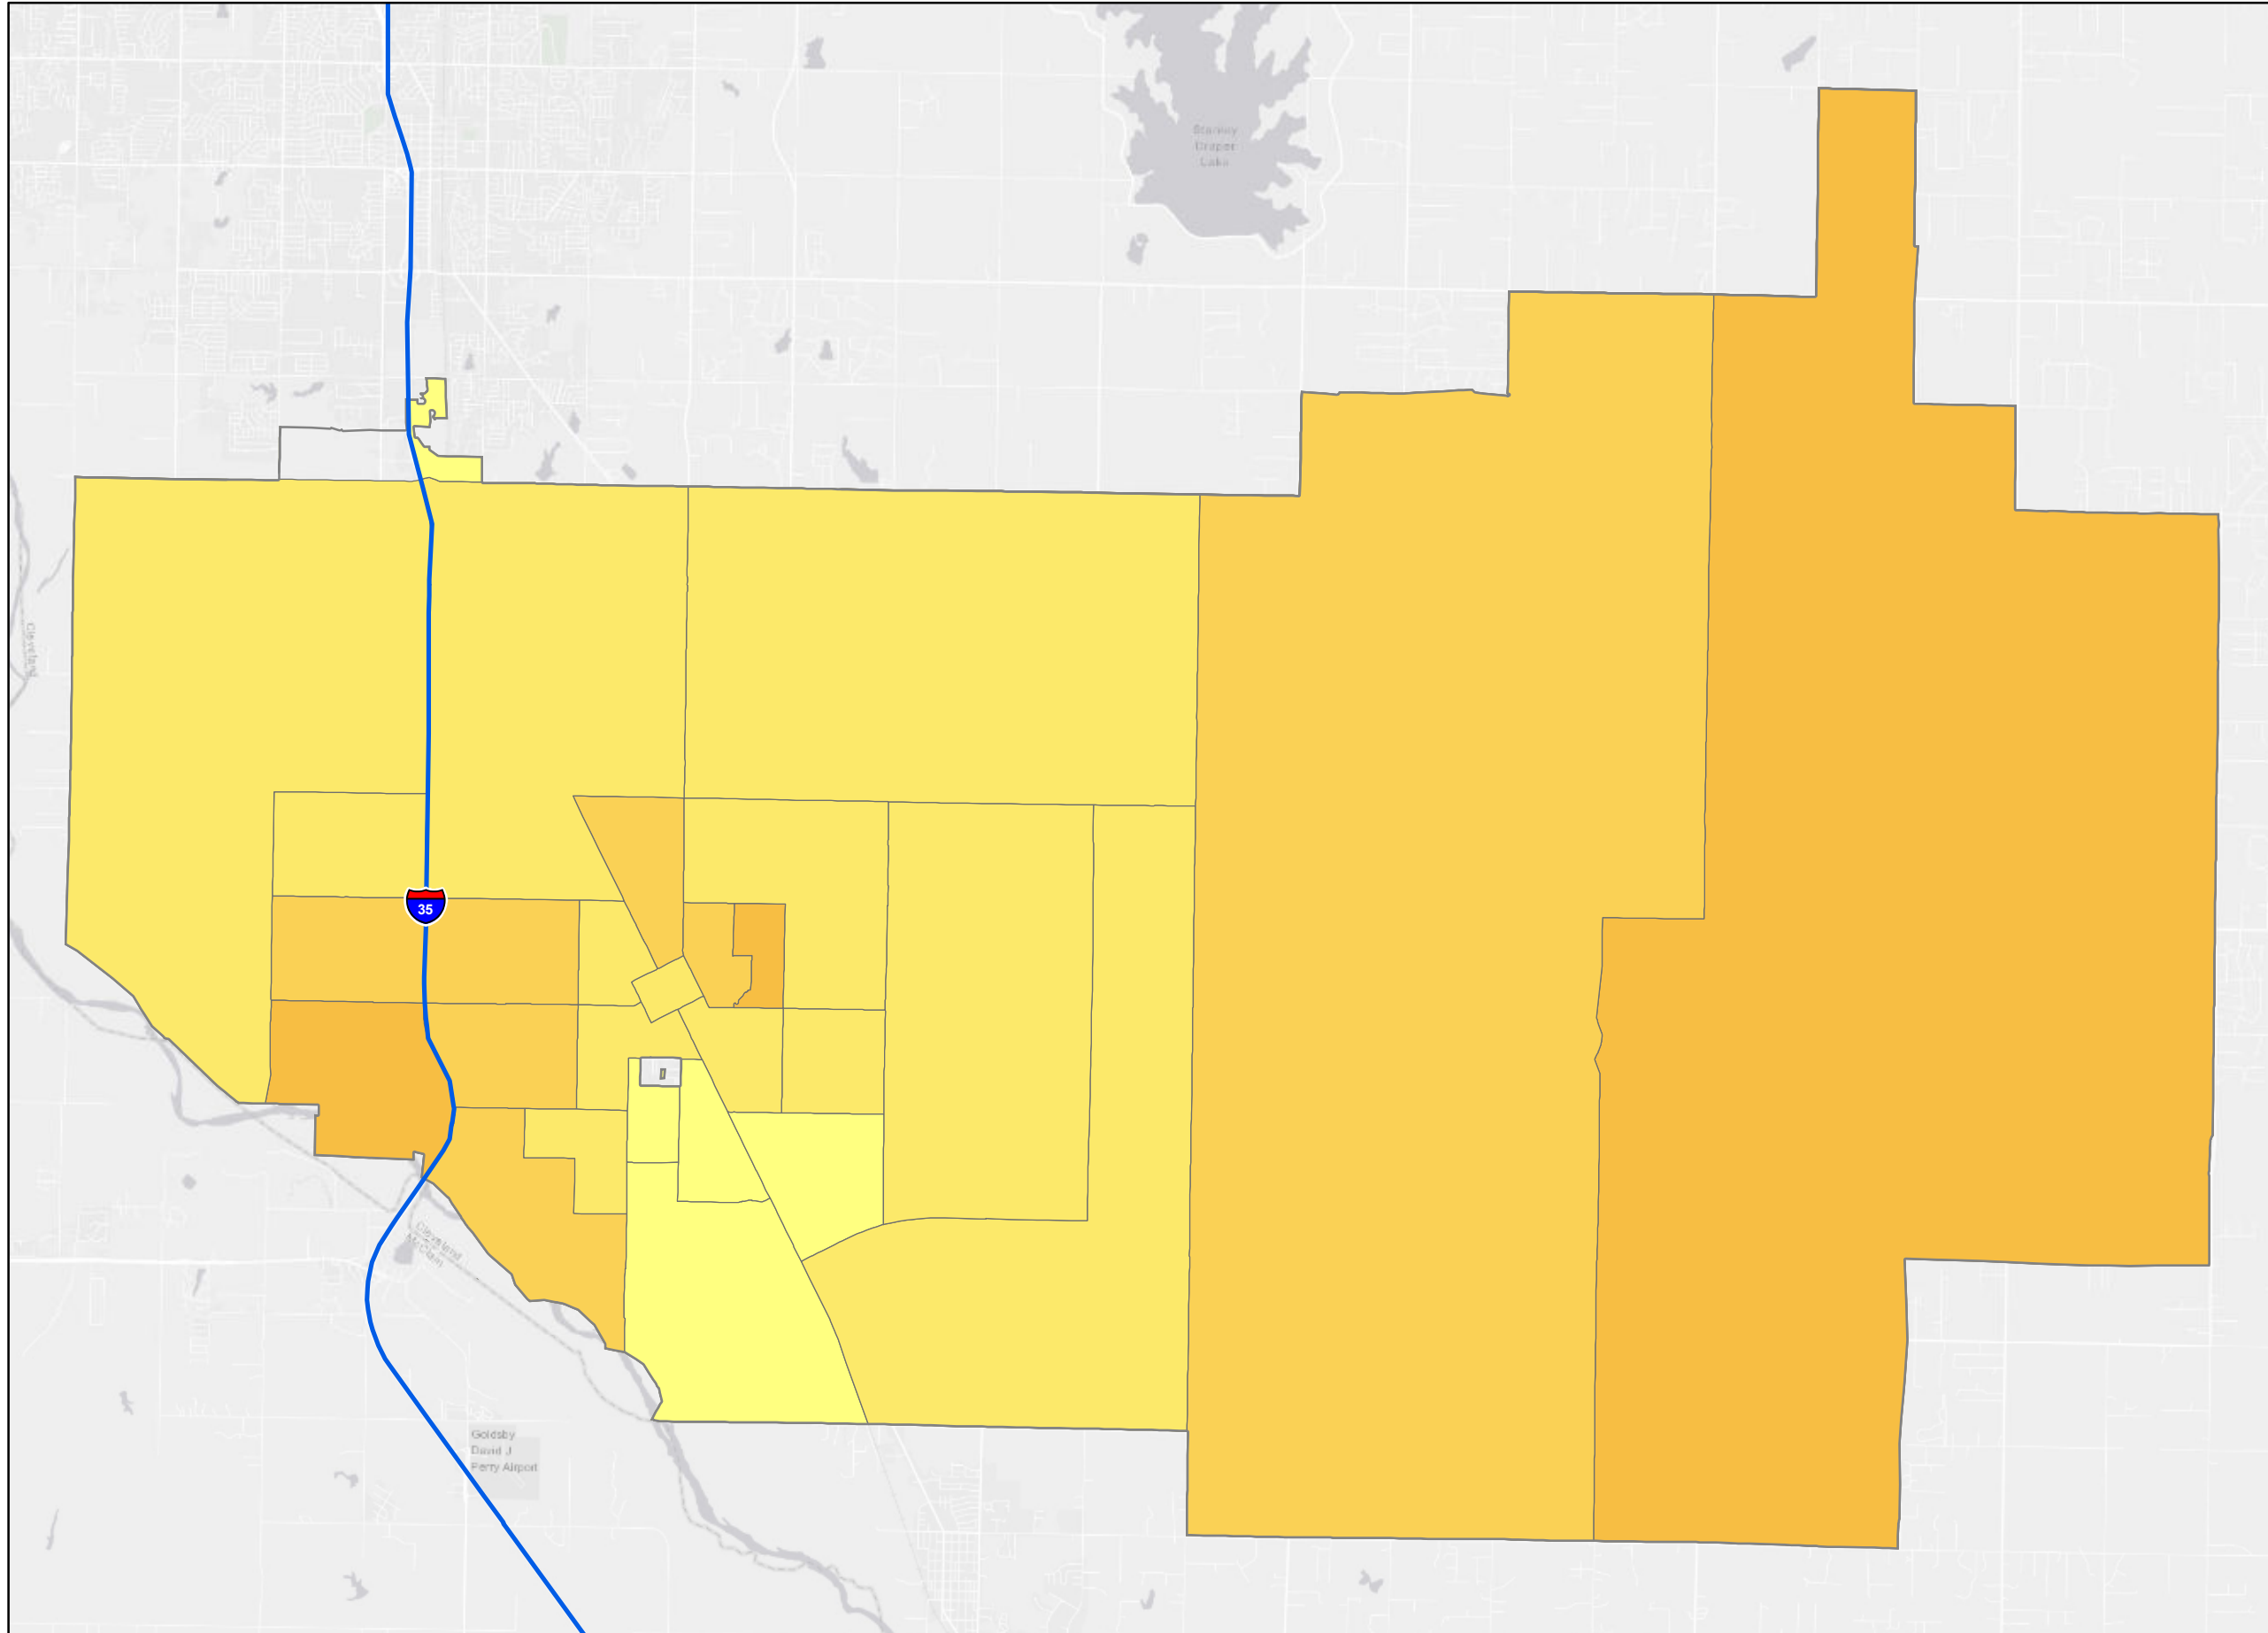 Stanley
Draper
Lake
Cleveland
35
Cleveland
McClain
Goldsby
David J
Perry Airport